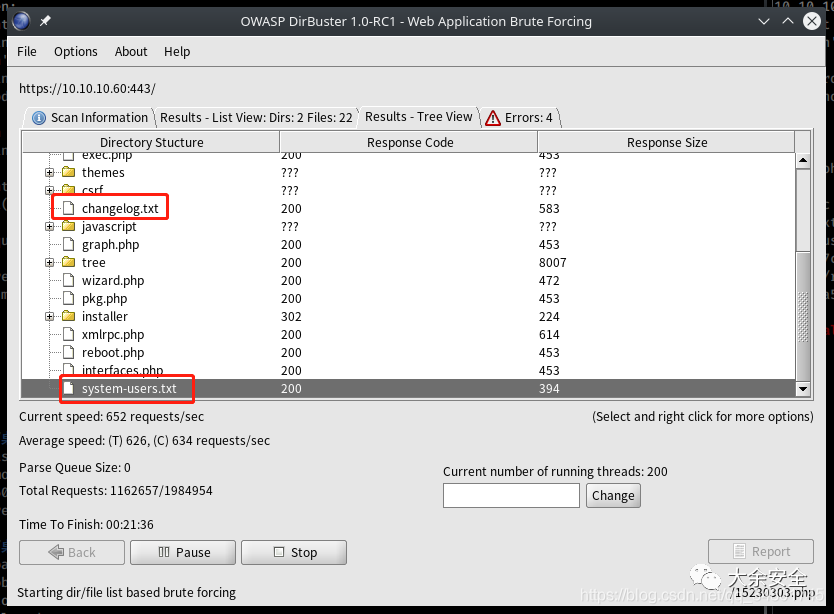 OWASP DirBuster 1.0-RC1 - Web Application Brute Forcing
File Options About Help
https://10.10.10.60:443/
Scan Information Results - List View: Dirs: 2 Files: 22 Results - Tree View Errors: 4
Directory Stucture Response Code Response Size
exec.php 200 453
themes ??? ???
csrf ??? ???
changelog.txt 200 583
javascript ??? ???
graph.php 200 453
tree 200 8007
wizard.php 200 472
pkg.php 200 453
installer 302 224
xmlrpc.php 200 614
reboot.php 200 453
interfaces.php 200 453
system-users.txt 200 394
Current speed: 652 requests/sec (Select and right click for more options)
Average speed: (T) 626, (C) 634 requests/sec
Parse Queue Size: 0
Current number of running threads: 200
Total Requests: 1162657/1984954
Change
Time To Finish: 00:21:36
Back Pause Stop Report
大余安全
Starting dir/file list based brute forcing /15230303.php